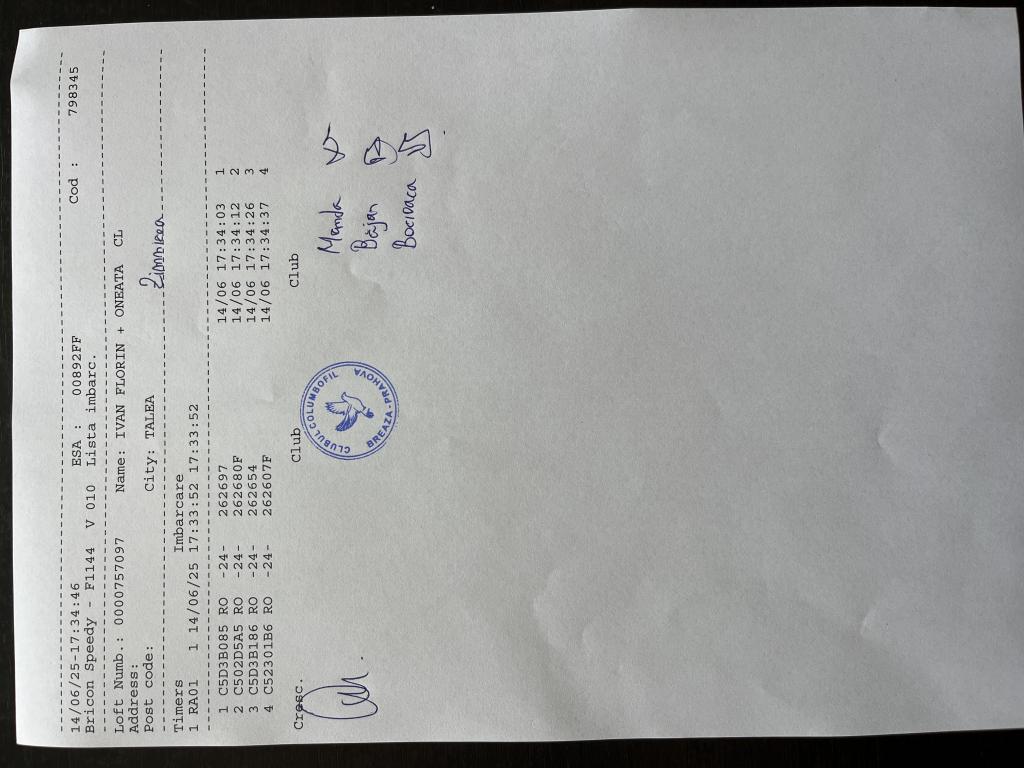 14/06/25-17:34:46 ESA : 00892FF Cod : 798345
Bricon Speedy - F1144 V 010 Lista imbarc.
Loft Numb.: 0000757097 Name: IVAN FLORIN + ONEATA CL
Address:
Post code: City: TALEA Zimnicea
Timers Imbarcare
1 RA01 1 14/06/25 17:33:52 17:33:52
1 C5D3B085 RO -24- 262697 14/06 17:34:03 1
2 C502D5A5 RO -24- 262680F 14/06 17:34:12 2
3 C5D3B186 RO -24- 262654 14/06 17:34:26 3
4 C52301B6 RO -24- 262607F 14/06 17:34:37 4
Cresc. Club Club
CLUBUL COLUMBOFIL
BREAZA-PRAHOVA
Manda
Băjan